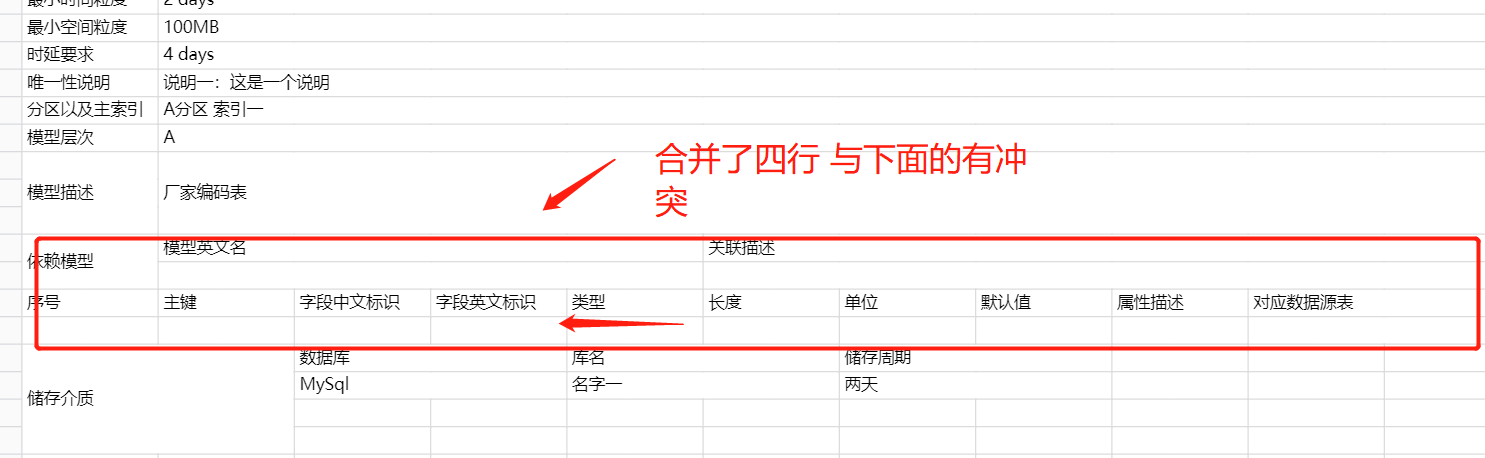 最小时间粒度 2 days
最小空间粒度 100MB
时延要求 4 days
唯一性说明 说明一：这是一个说明
分区以及主索引 A分区 索引一
模型层次 A
合并了四行 与下面的有冲
突
模型描述 厂家编码表
依赖模型 模型英文名 关联描述
序号 主键 字段中文标识 字段英文标识 类型 长度 单位 默认值 属性描述 对应数据源表
储存介质 数据库 库名 储存周期
MySql 名字一 两天